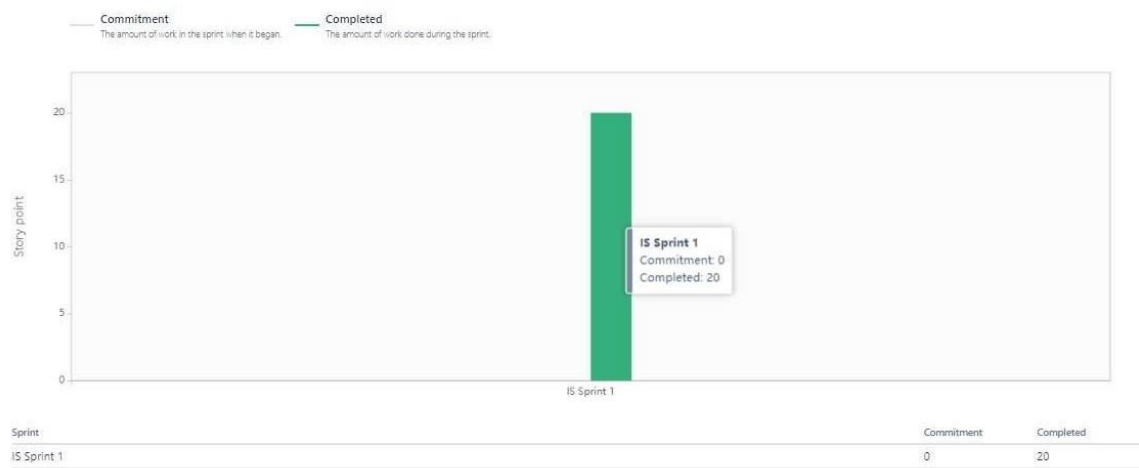 Commitment
The amount of work in the sprint when it began.
Completed
The amount of work done during the sprint.
20
15
10
5
0
Story point
IS Sprint 1
Commitment: 0
Completed: 20
IS Sprint 1
Sprint Commitment Completed
IS Sprint 1 0 20